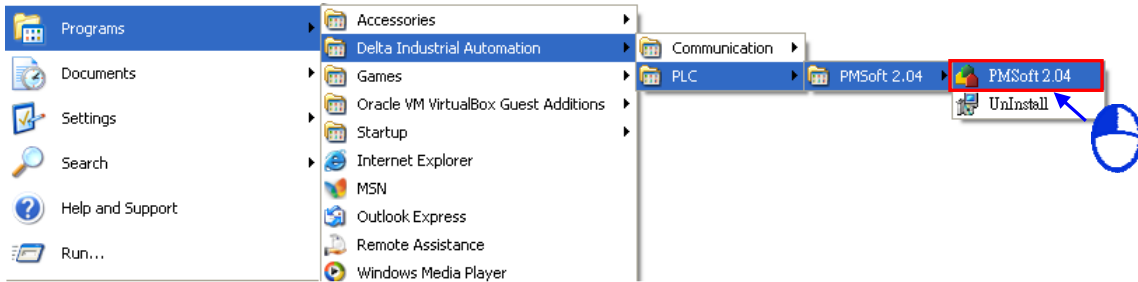 Programs
Documents
Settings
Search
Help and Support
Run...
Accessories
Delta Industrial Automation
Games
Oracle VM VirtualBox Guest Additions
Startup
Internet Explorer
MSN
Outlook Express
Remote Assistance
Windows Media Player
Communication
PLC
PMSoft 2.04
PMSoft 2.04
UnInstall